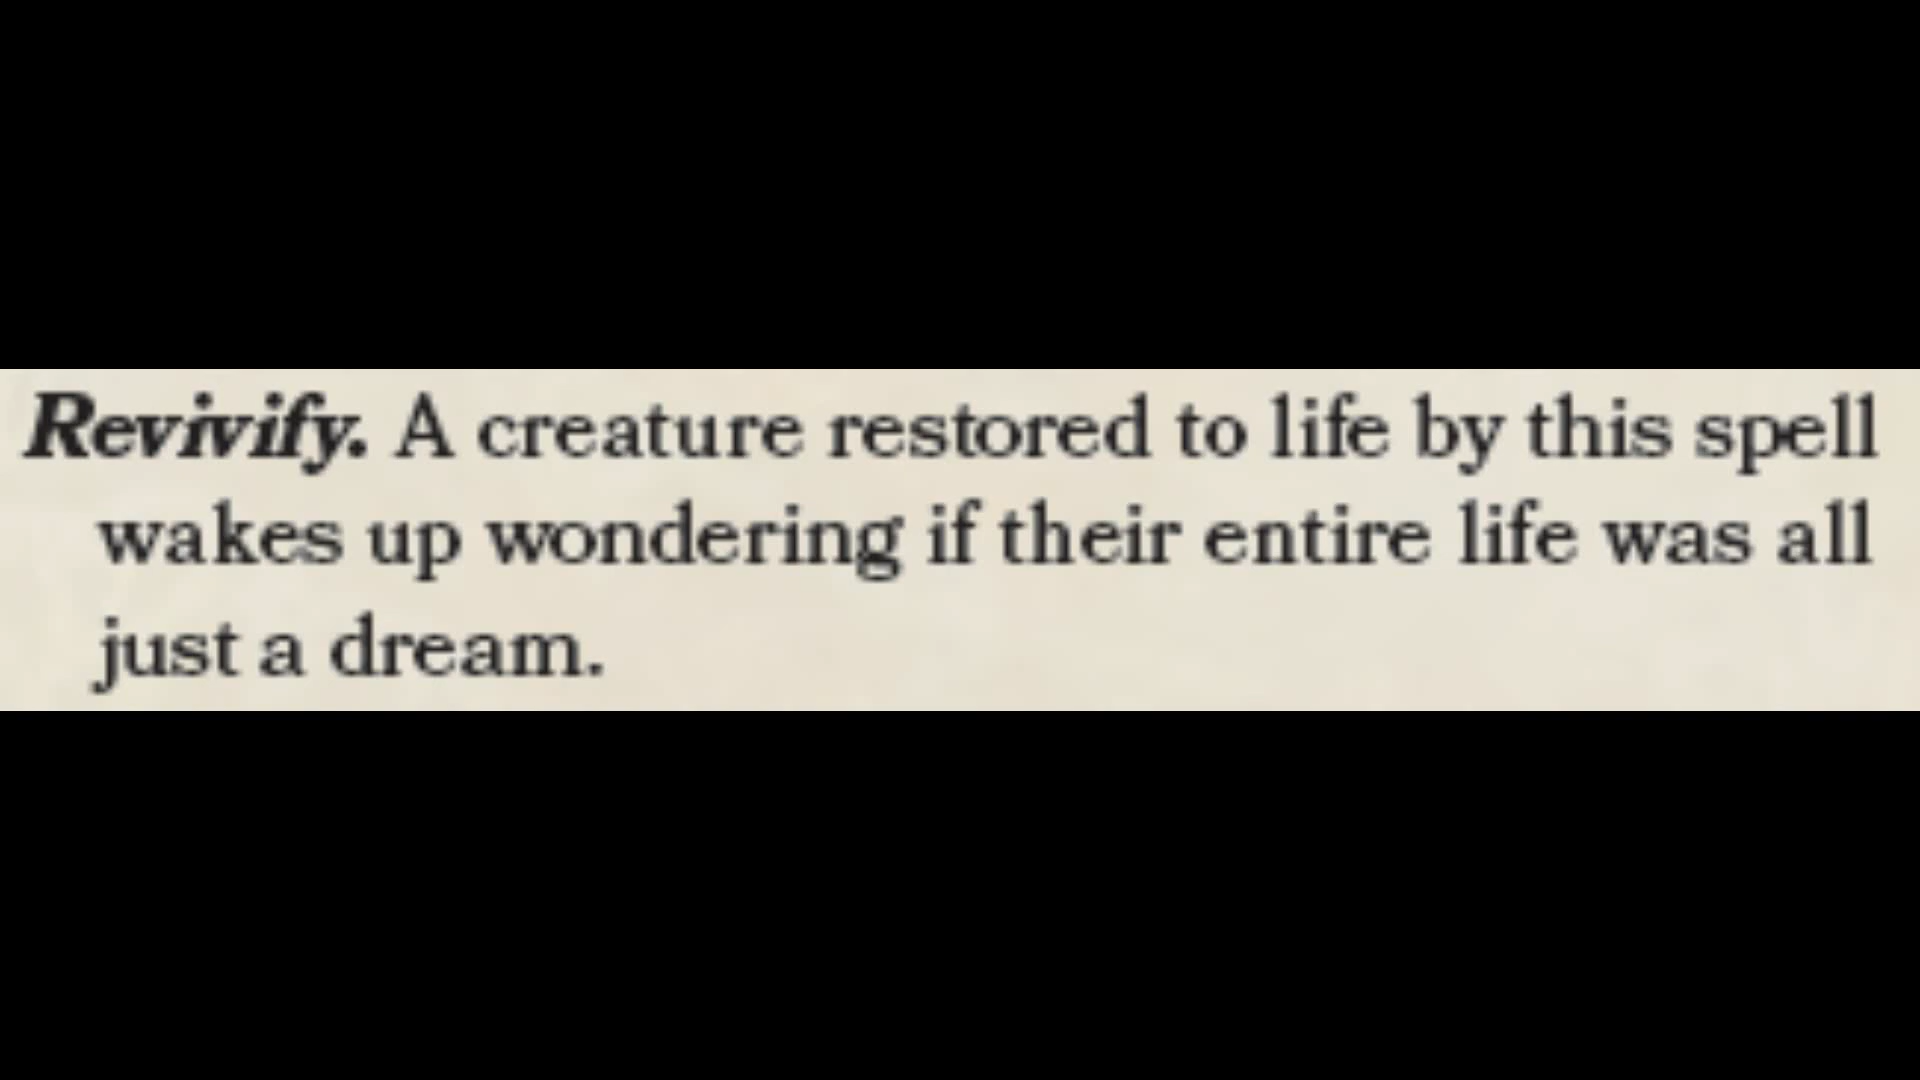 Revivify. A creature restored to life by this spell
wakes up wondering if their entire life was all
just a dream.